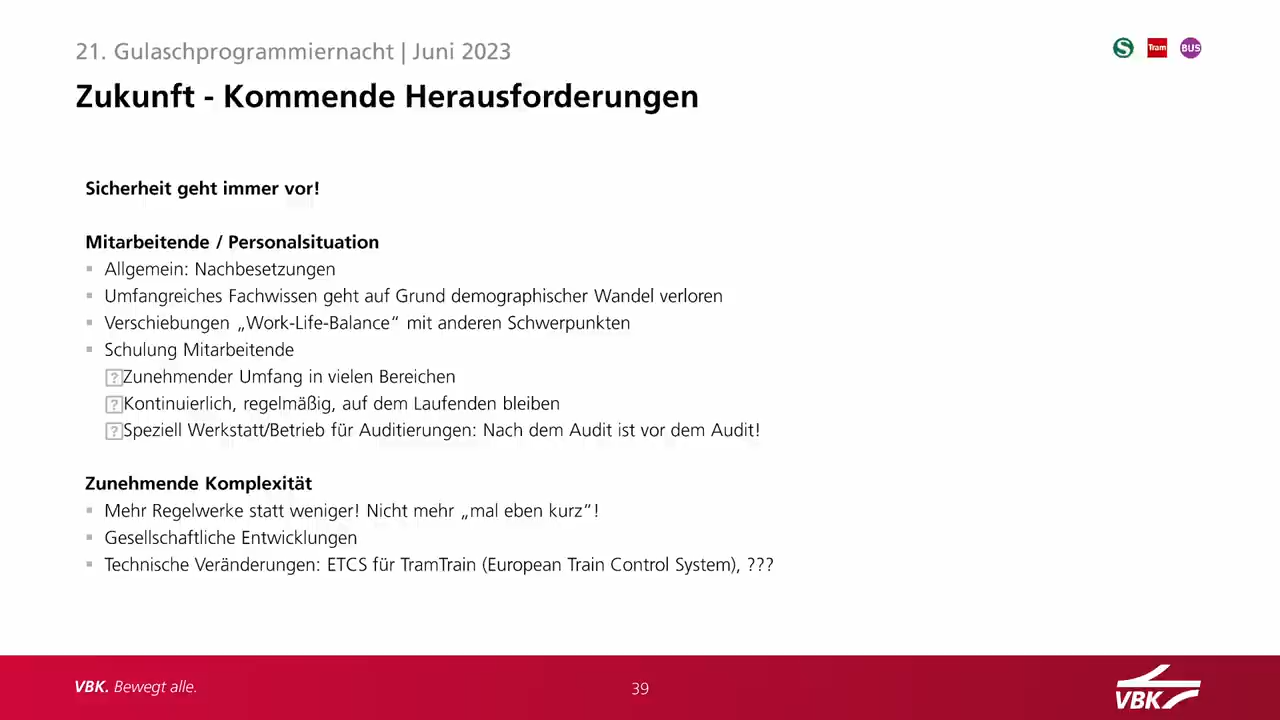 21. Gulaschprogrammiernacht | Juni 2023
S Tram BUS
Zukunft - Kommende Herausforderungen
Sicherheit geht immer vor!
Mitarbeitende / Personalsituation
▪ Allgemein: Nachbesetzungen
▪ Umfangreiches Fachwissen geht auf Grund demographischer Wandel verloren
▪ Verschiebungen „Work-Life-Balance“ mit anderen Schwerpunkten
▪ Schulung Mitarbeitende
?Zunehmender Umfang in vielen Bereichen
?Kontinuierlich, regelmäßig, auf dem Laufenden bleiben
?Speziell Werkstatt/Betrieb für Auditierungen: Nach dem Audit ist vor dem Audit!
Zunehmende Komplexität
▪ Mehr Regelwerke statt weniger! Nicht mehr „mal eben kurz“!
▪ Gesellschaftliche Entwicklungen
▪ Technische Veränderungen: ETCS für TramTrain (European Train Control System), ???
VBK. Bewegt alle.
39
VBK